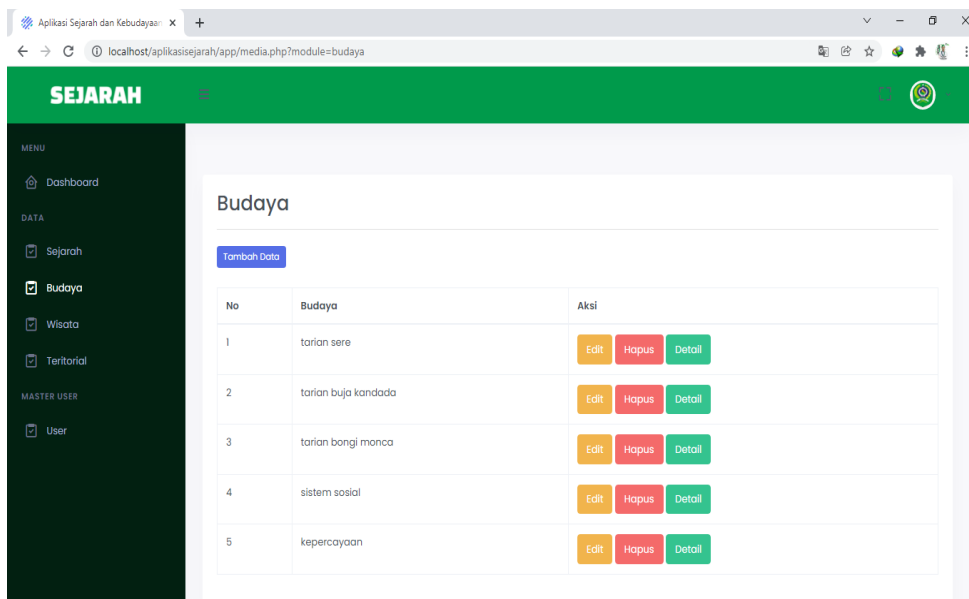 Aplikasi Sejarah dan Kebudayaan
localhost/aplikasisejarah/app/media.php?module=budaya
SEJARAH
MENU
Dashboard
DATA
Sejarah
Budaya
Wisata
Teritorial
MASTER USER
User
Budaya
Tambah Data
No Budaya Aksi
1 tarian sere Edit Hapus Detail
2 tarian buja kandada Edit Hapus Detail
3 tarian bongi monca Edit Hapus Detail
4 sistem sosial Edit Hapus Detail
5 kepercayaan Edit Hapus Detail